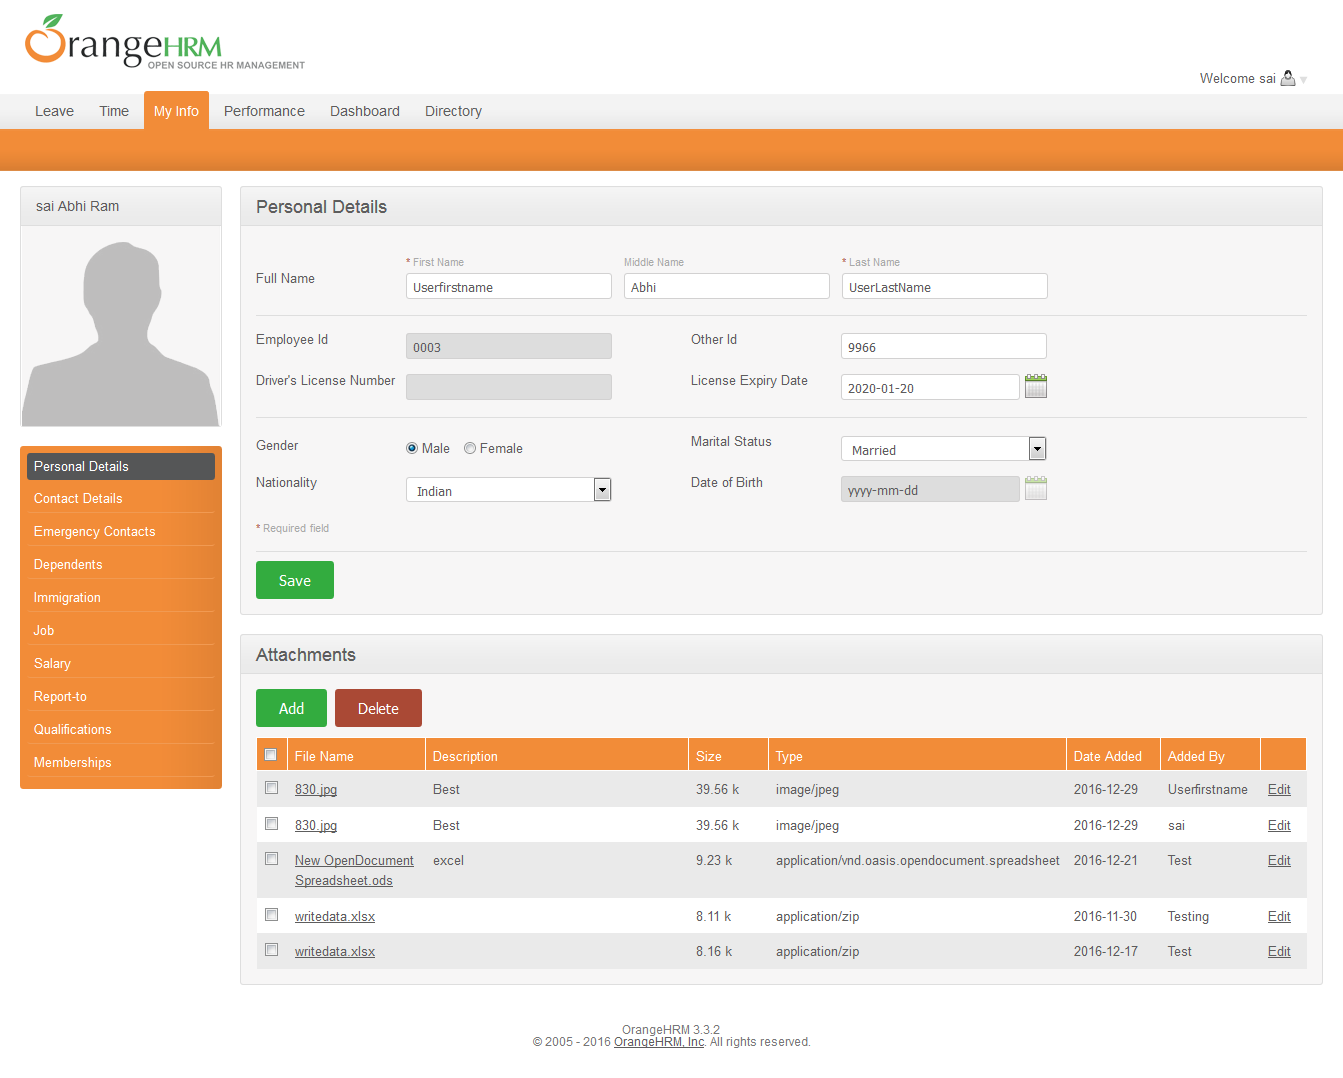 OrangeHRM
OPEN SOURCE HR MANAGEMENT
Welcome sai
Leave Time My Info Performance Dashboard Directory
sai Abhi Ram
Personal Details
Contact Details
Emergency Contacts
Dependents
Immigration
Job
Salary
Report-to
Qualifications
Memberships
Personal Details
* First Name Middle Name * Last Name
Full Name Userfirstname Abhi UserLastName
Employee Id 0003 Other Id 9966
Driver's License Number License Expiry Date 2020-01-20
Gender Male Female Marital Status Married
Nationality Indian Date of Birth yyyy-mm-dd
* Required field
Save
Attachments
Add Delete
File Name Description Size Type Date Added Added By
830.jpg Best 39.56 k image/jpeg 2016-12-29 Userfirstname Edit
830.jpg Best 39.56 k image/jpeg 2016-12-29 sai Edit
New OpenDocument excel 9.23 k application/vnd.oasis.opendocument.spreadsheet 2016-12-21 Test Edit
Spreadsheet.ods
writedata.xlsx 8.11 k application/zip 2016-11-30 Testing Edit
writedata.xlsx 8.16 k application/zip 2016-12-17 Test Edit
OrangeHRM 3.3.2
© 2005 - 2016 OrangeHRM, Inc. All rights reserved.